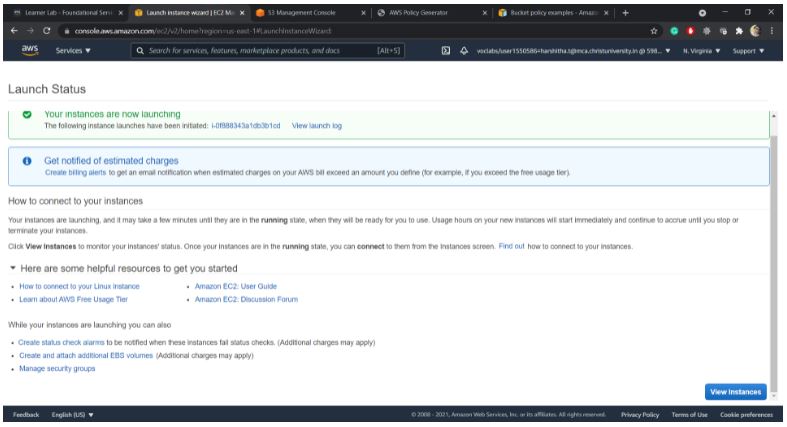 Learner Lab - Foundational Servi
Launch instance wizard | EC2 Ma
S3 Management Console
AWS Policy Generator
Bucket policy examples - Amazo
console.aws.amazon.com/ec2/v2/home?region=us-east-1#LaunchInstanceWizard:
aws Services Search for services, features, marketplace products, and docs [Alt+S] voclabs/user1550586=harshitha.t@mca.christuniversity.in @ 598... N. Virginia Support
Launch Status
Your instances are now launching
The following instance launches have been initiated: i-0f988343a1db3b1cd View launch log
Get notified of estimated charges
Create billing alerts to get an email notification when estimated charges on your AWS bill exceed an amount you define (for example, if you exceed the free usage tier).
How to connect to your instances
Your instances are launching, and it may take a few minutes until they are in the running state, when they will be ready for you to use. Usage hours on your new instances will start immediately and continue to accrue until you stop or
terminate your instances.
Click View Instances to monitor your instances' status. Once your instances are in the running state, you can connect to them from the Instances screen. Find out how to connect to your instances.
Here are some helpful resources to get you started
• How to connect to your Linux instance • Amazon EC2: User Guide
• Learn about AWS Free Usage Tier • Amazon EC2: Discussion Forum
While your instances are launching you can also
• Create status check alarms to be notified when these instances fail status checks. (Additional charges may apply)
• Create and attach additional EBS volumes (Additional charges may apply)
• Manage security groups
View Instances
Feedback English (US) © 2008 - 2021, Amazon Web Services, Inc. or its affiliates. All rights reserved. Privacy Policy Terms of Use Cookie preferences